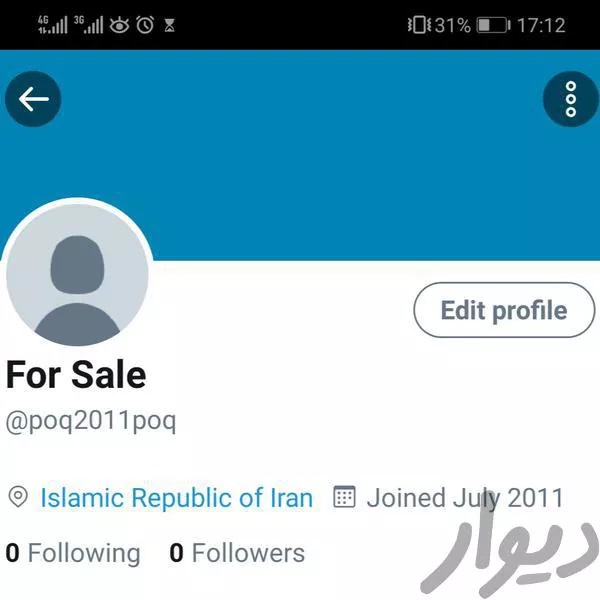 4G 3G 31% 17:12
Edit profile
For Sale
@poq2011poq
Islamic Republic of Iran Joined July 2011
0 Following 0 Followers
دیوار